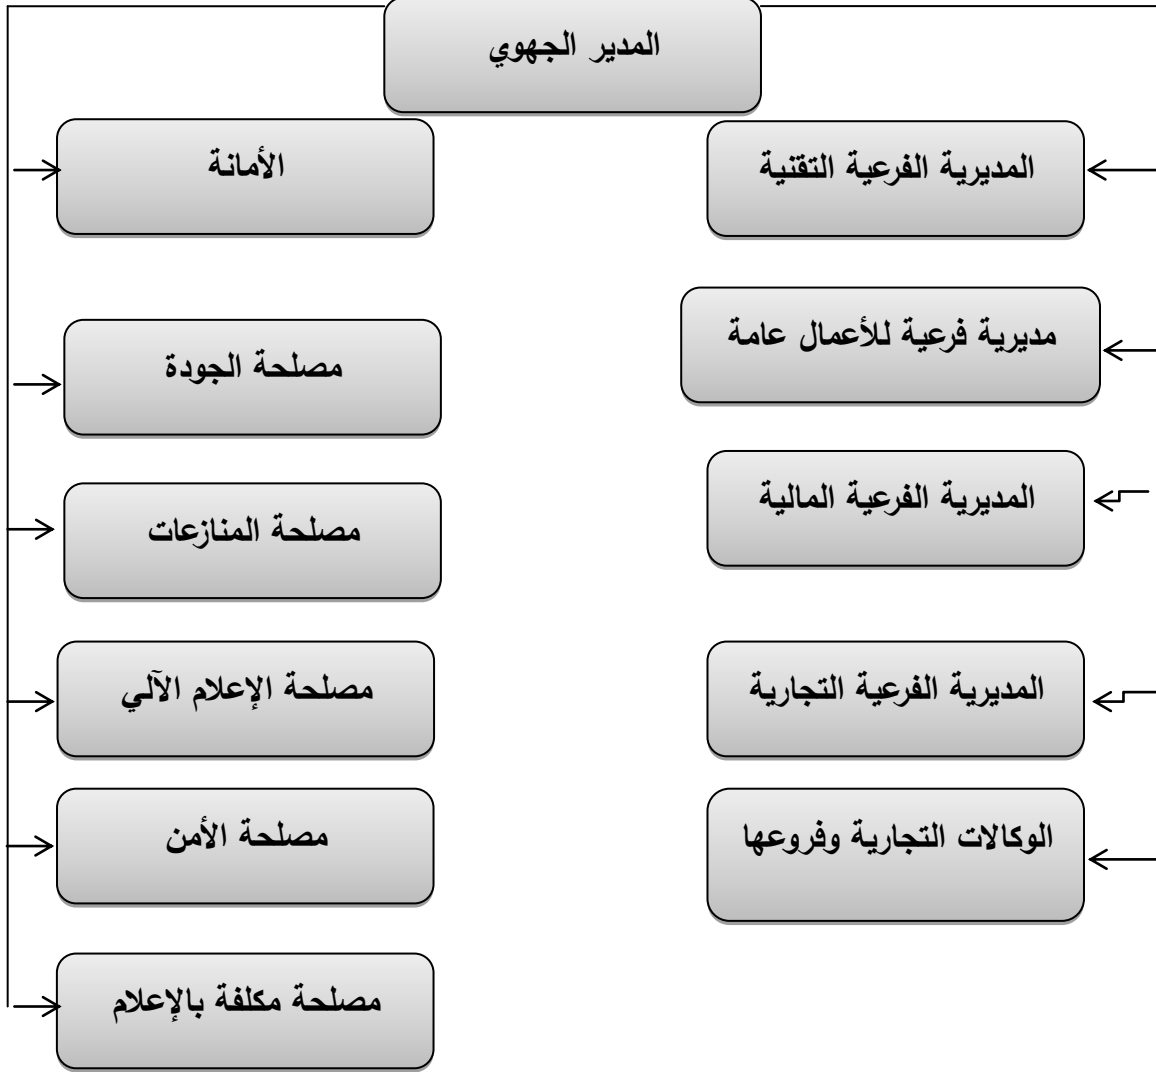 المدير الجهوي
المديرية الفرعية التقنية
الأمانة
مديرية فرعية للأعمال عامة
مصلحة الجودة
المديرية الفرعية المالية
مصلحة المنازعات
المديرية الفرعية التجارية
مصلحة الإعلام الآلي
الوكالات التجارية وفروعها
مصلحة الأمن
مصلحة مكلفة بالإعلام